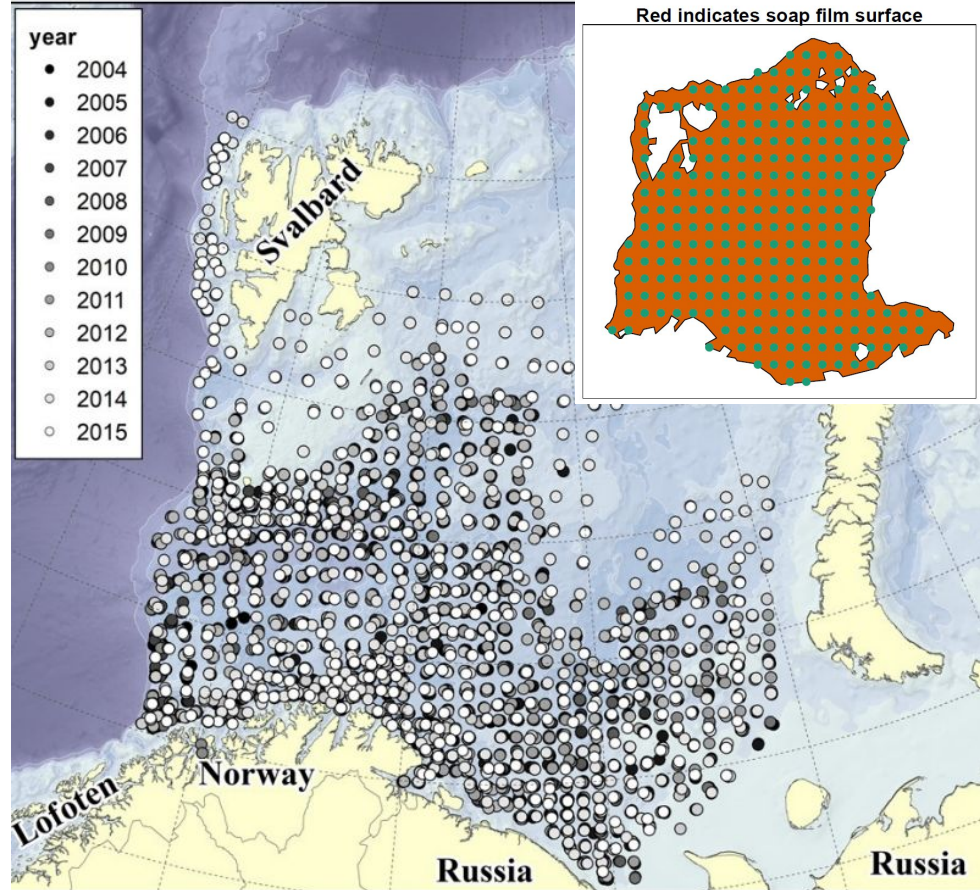 Red indicates soap film surface
year
2004
2005
2006
2007
2008
2009
2010
2011
2012
2013
2014
2015
Svalbard
Norway
Lofoten
Russia
Russia